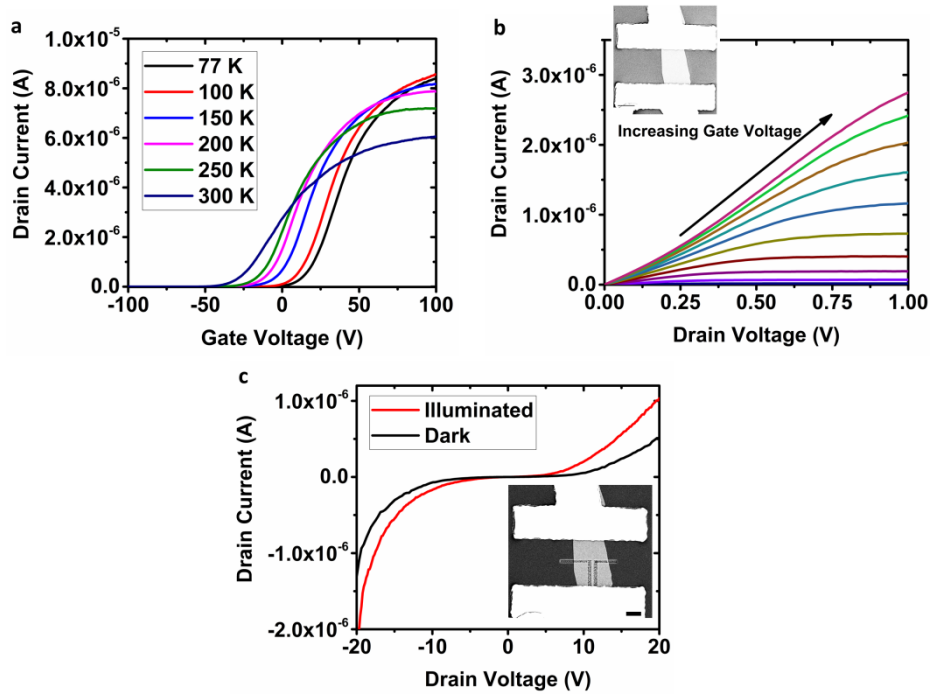 a
Drain Current (A)
1.0x10⁻⁵
8.0x10⁻⁶
6.0x10⁻⁶
4.0x10⁻⁶
2.0x10⁻⁶
0.0
77 K
100 K
150 K
200 K
250 K
300 K
-100 -50 0 50 100
Gate Voltage (V)
b
Drain Current (A)
3.0x10⁻⁶
2.0x10⁻⁶
1.0x10⁻⁶
0.0
Increasing Gate Voltage
0.00 0.25 0.50 0.75 1.00
Drain Voltage (V)
c
Drain Current (A)
1.0x10⁻⁶
0.0
-1.0x10⁻⁶
-2.0x10⁻⁶
Illuminated
Dark
-20 -10 0 10 20
Drain Voltage (V)